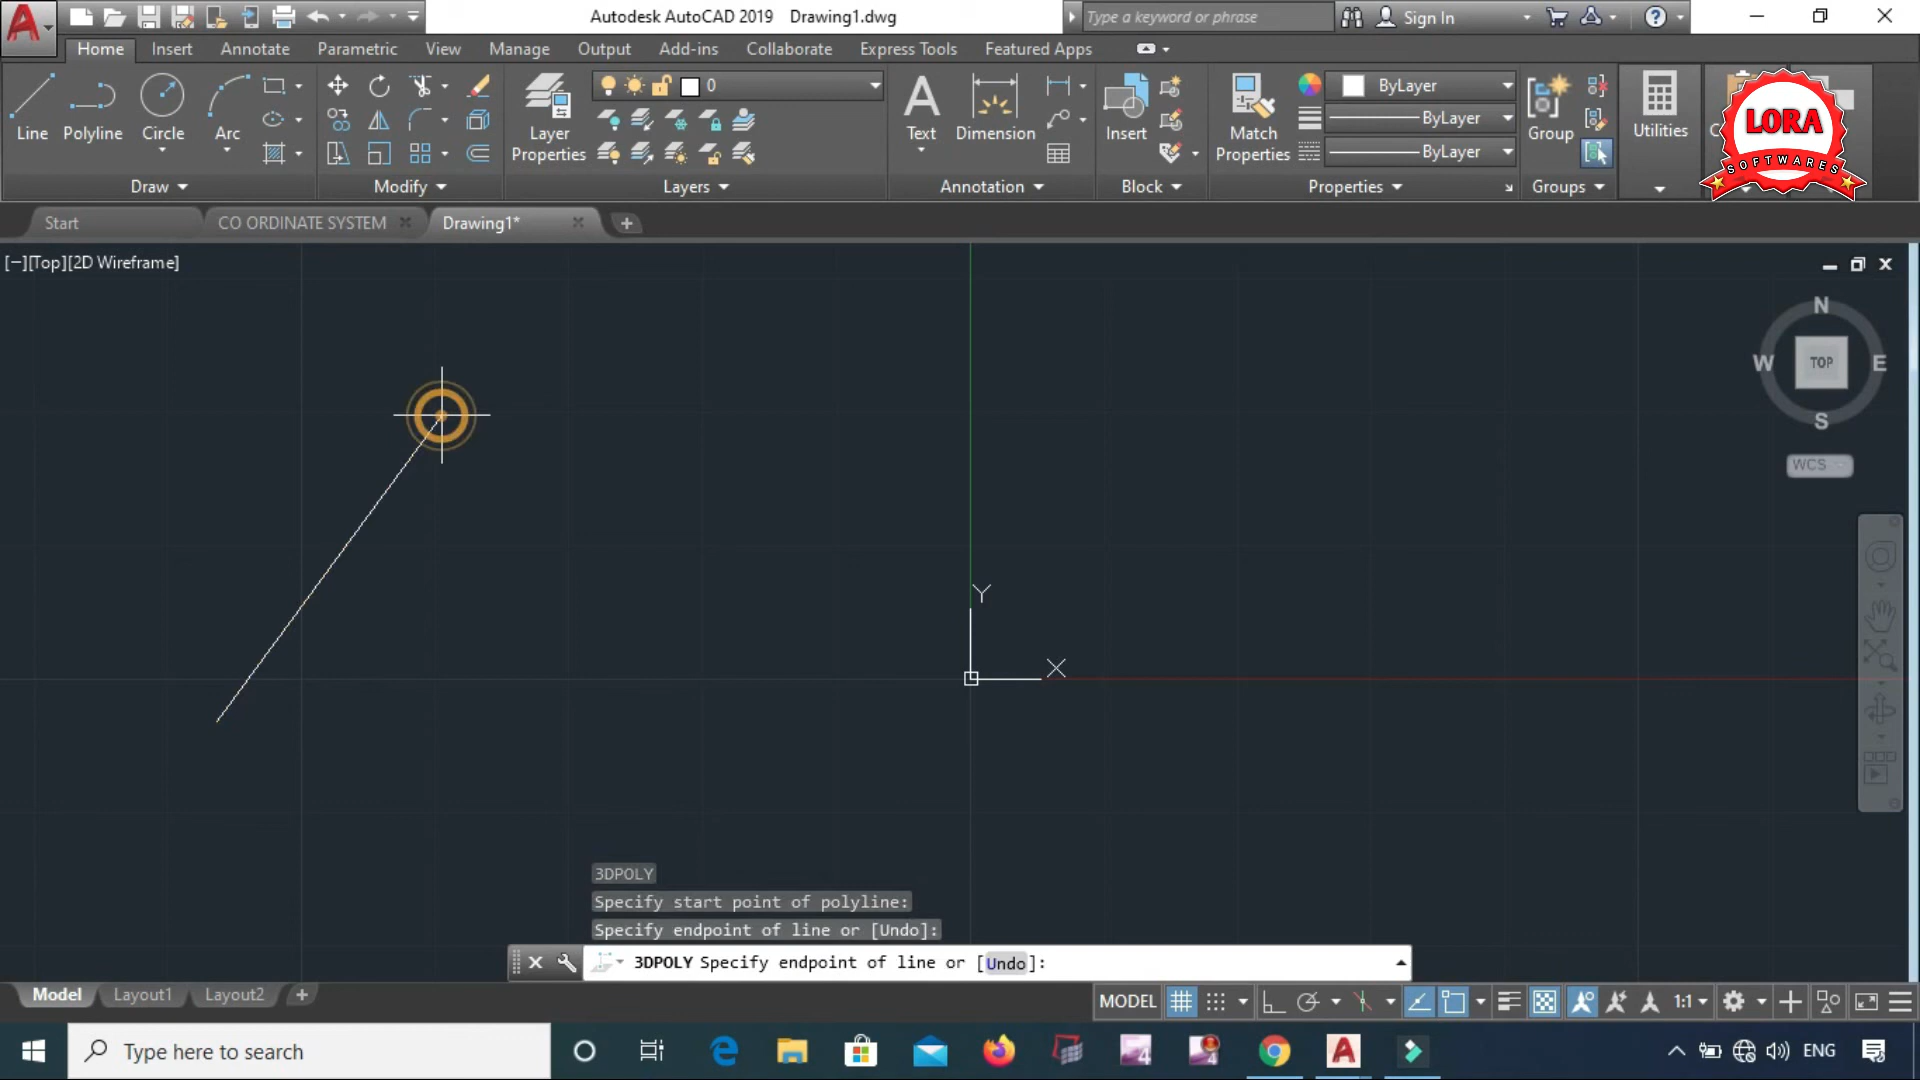 Autodesk AutoCAD 2019 Drawing1.dwg
Type a keyword or phrase
Sign In
Home Insert Annotate Parametric View Manage Output Add-ins Collaborate Express Tools Featured Apps
0
ByLayer
ByLayer
ByLayer
Line Polyline Circle Arc
Layer Properties
Text Dimension
Insert
Match Properties
Group
Utilities
LORA
SOFTWARES
Draw Modify Layers Annotation Block Properties Groups
Start CO ORDINATE SYSTEM Drawing1*
[−][Top][2D Wireframe]
N
W TOP E
S
WCS
Y
X
3DPOLY
Specify start point of polyline:
Specify endpoint of line or [Undo]:
3DPOLY Specify endpoint of line or [Undo]:
Model Layout1 Layout2
MODEL 1:1
Type here to search
ENG